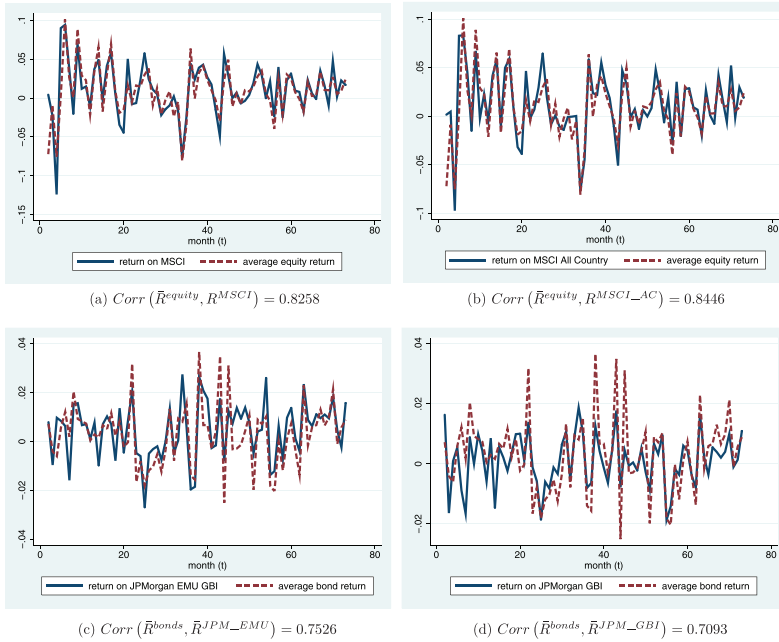 .1
.05
0
-.05
-.1
-.15
0 20 40 60 80
month (t)
return on MSCI average equity return
(a) Corr (R̄^equity, R^MSCI) = 0.8258
.1
.05
0
-.05
-.1
0 20 40 60 80
month (t)
return on MSCI All Country average equity return
(b) Corr (R̄^equity, R^MSCI_AC) = 0.8446
.04
.02
0
-.02
-.04
0 20 40 60 80
month (t)
return on JPMorgan EMU GBI average bond return
(c) Corr (R̄^bonds, R̄^JPM_EMU) = 0.7526
.04
.02
0
-.02
0 20 40 60 80
month (t)
return on JPMorgan GBI average bond return
(d) Corr (R̄^bonds, R̄^JPM_GBI) = 0.7093